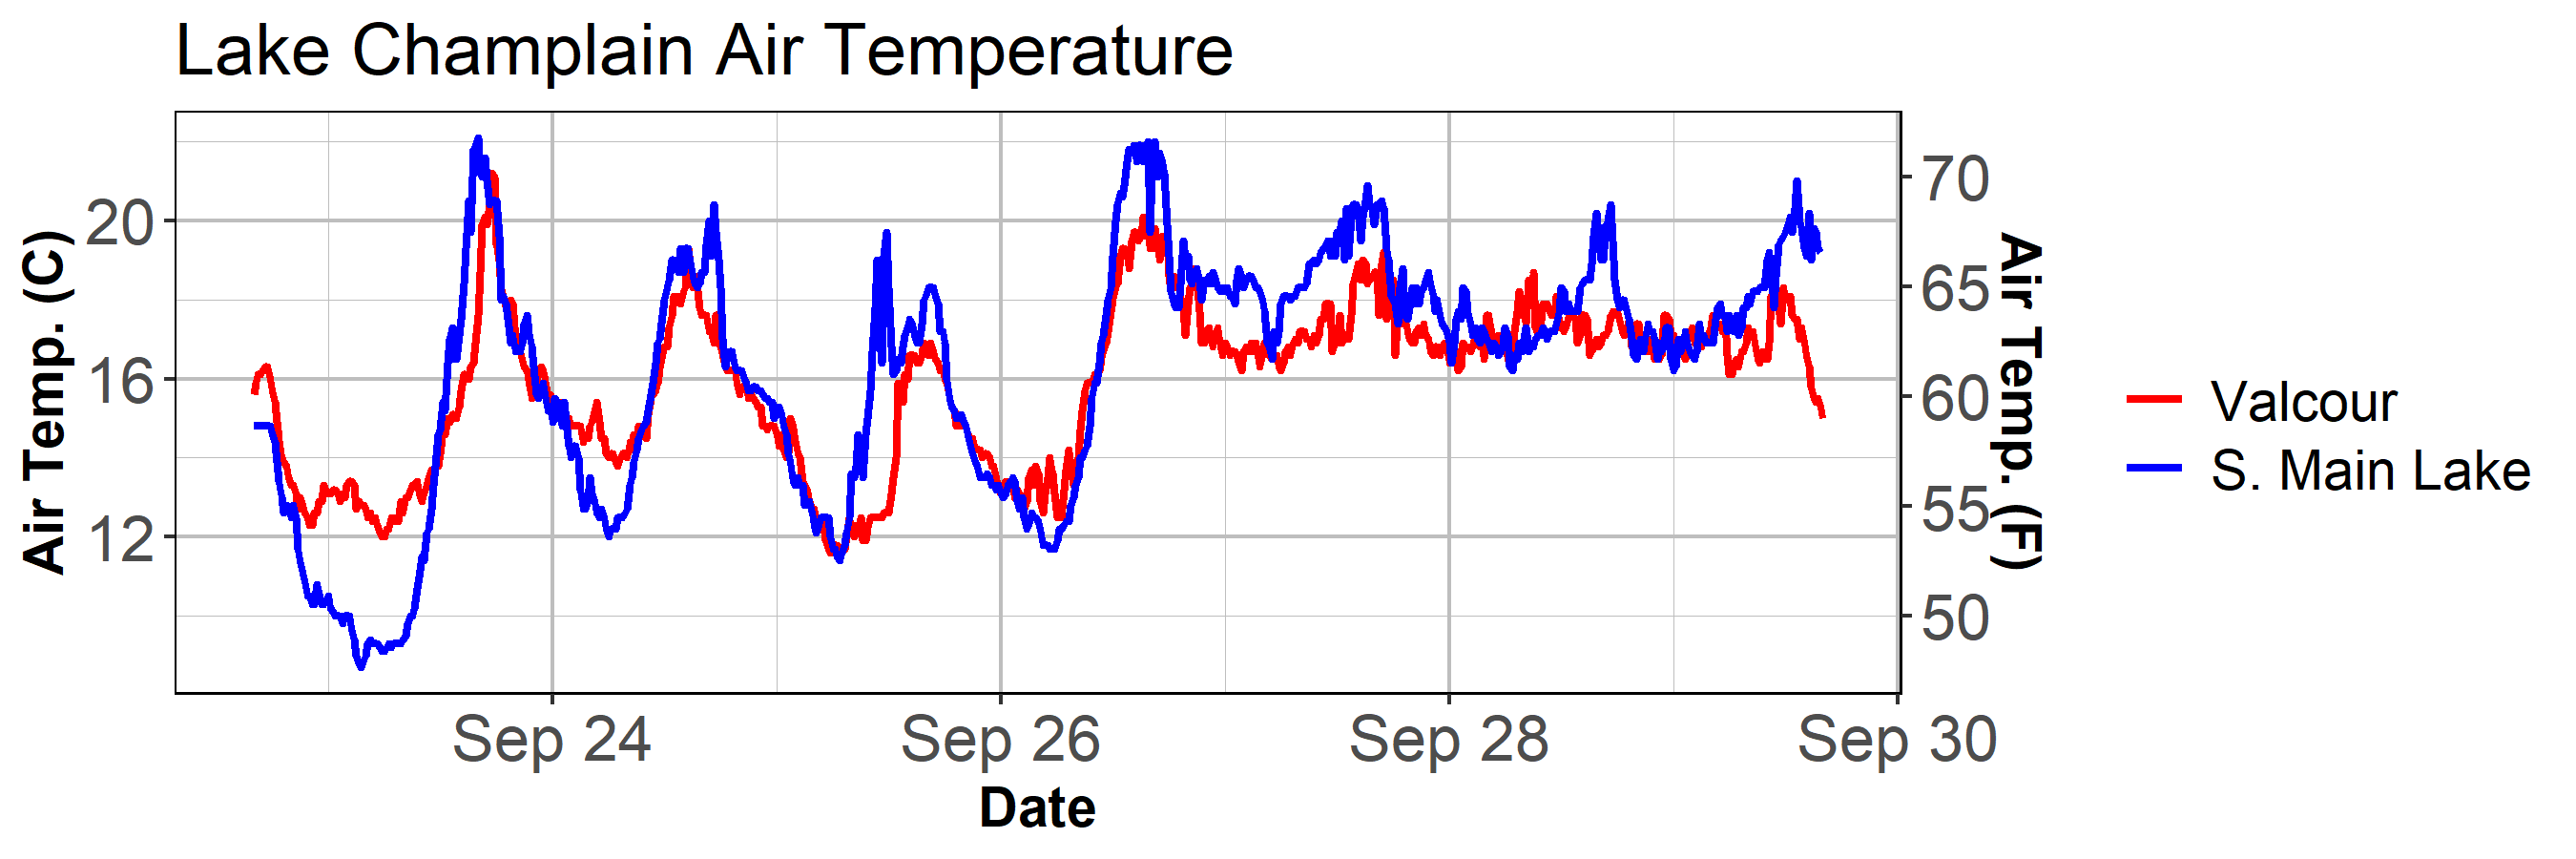 Lake Champlain Air Temperature
Air Temp. (C)
20
16
12
70
65
60
55
50
Air Temp. (F)
Sep 24
Sep 26
Sep 28
Sep 30
Date
Valcour
S. Main Lake